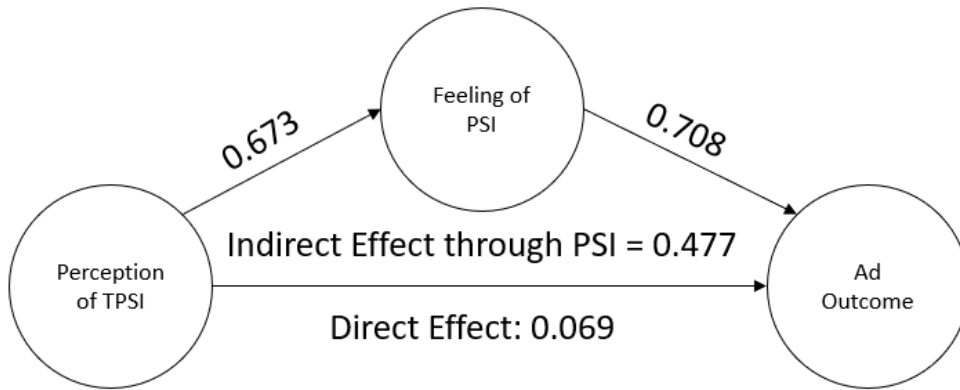 Feeling of
PSI
0.673
0.708
Indirect Effect through PSI = 0.477
Perception
of TPSI
Ad
Outcome
Direct Effect: 0.069